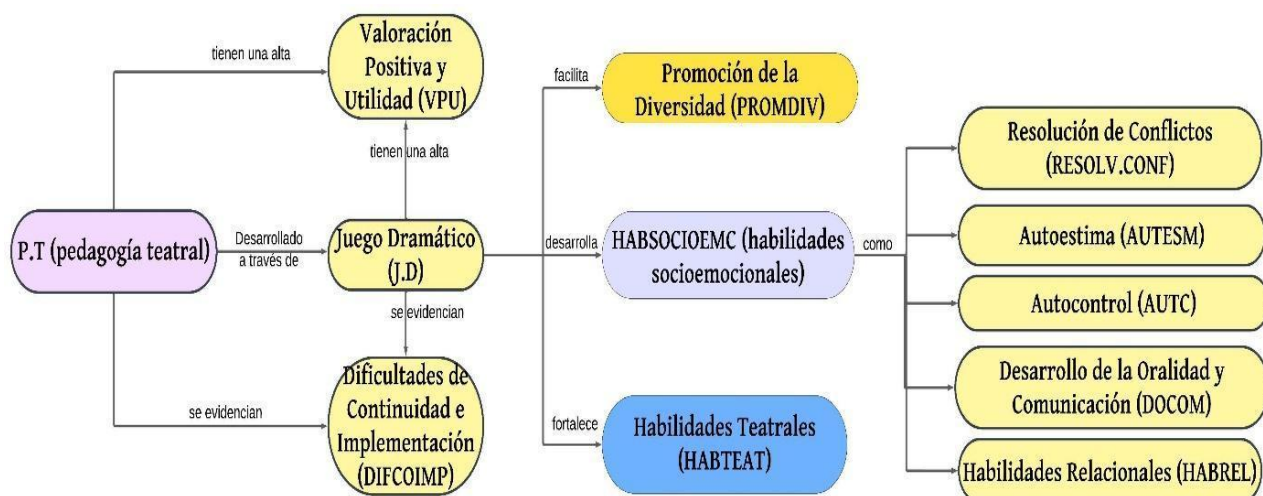 tienen una alta
Valoración
Positiva y
Utilidad (VPU)
tienen una alta
P.T (pedagogía teatral)
Desarrollado
a través de
Juego Dramático
(J.D)
se evidencian
se evidencian
Dificultades de
Continuidad e
Implementación
(DIFCOIMP)
facilita
Promoción de la
Diversidad (PROMDIV)
desarrolla
HABSOCIOEMC (habilidades
socioemocionales)
fortalece
Habilidades Teatrales
(HABTEAT)
como
Resolución de Conflictos
(RESOLV.CONF)
Autoestima (AUTESM)
Autocontrol (AUTC)
Desarrollo de la Oralidad y
Comunicación (DOCOM)
Habilidades Relacionales (HABREL)